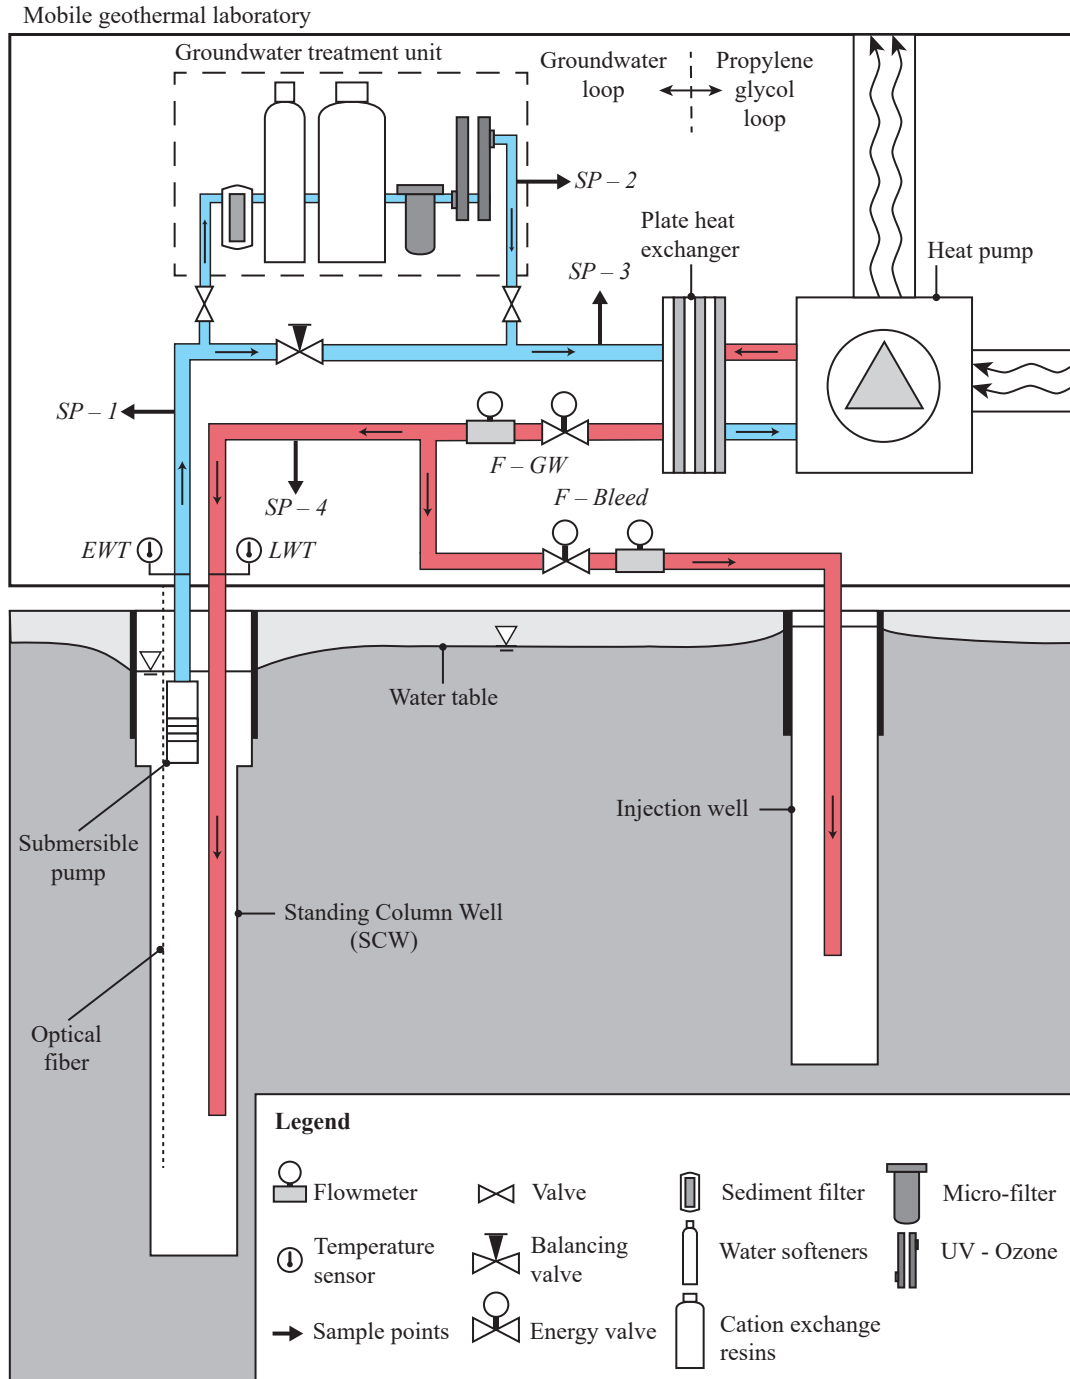 Mobile geothermal laboratory
Groundwater treatment unit
Groundwater
loop
Propylene
glycol
loop
SP – 2
Plate heat
exchanger
Heat pump
SP – 3
SP – 1
F – GW
SP – 4
F – Bleed
EWT
LWT
Water table
Submersible
pump
Injection well
Standing Column Well
(SCW)
Optical
fiber
Legend
Flowmeter
Valve
Sediment filter
Micro-filter
Temperature
sensor
Balancing
valve
Water softeners
UV - Ozone
Sample points
Energy valve
Cation exchange
resins